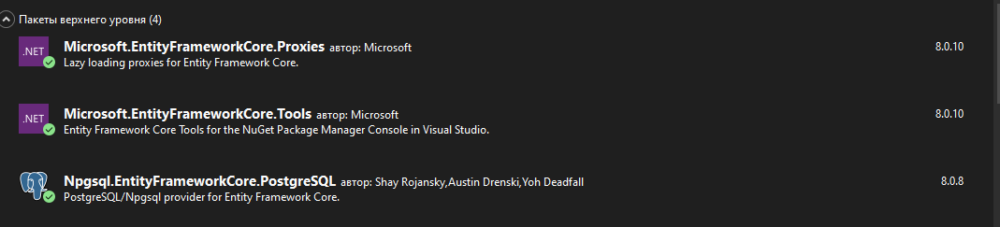 Пакеты верхнего уровня (4)
.NET Microsoft.EntityFrameworkCore.Proxies автор: Microsoft 8.0.10
Lazy loading proxies for Entity Framework Core.
.NET Microsoft.EntityFrameworkCore.Tools автор: Microsoft 8.0.10
Entity Framework Core Tools for the NuGet Package Manager Console in Visual Studio.
Npgsql.EntityFrameworkCore.PostgreSQL автор: Shay Rojansky,Austin Drenski,Yoh Deadfall 8.0.8
PostgreSQL/Npgsql provider for Entity Framework Core.